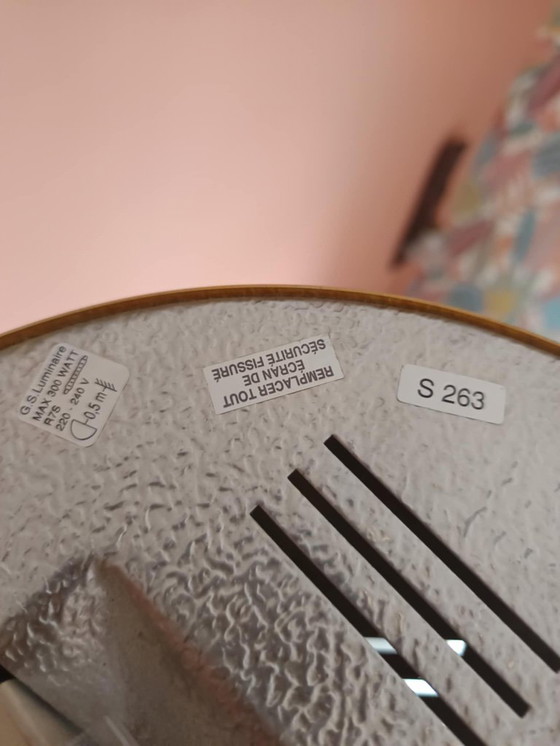 G.S. Luminaire
MAX 300 WATT
R7S
220 - 240 V
0,5 m
REMPLACER TOUT
ÉCRAN DE
SÉCURITÉ FISSURÉ
S 263